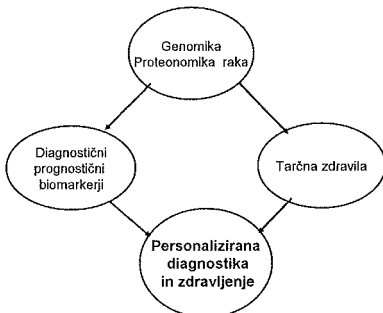 Genomika
Proteonomika raka
Diagnostični
prognostični
biomarkerji
Tarčna zdravila
Personalizirana
diagnostika
in zdravljenje